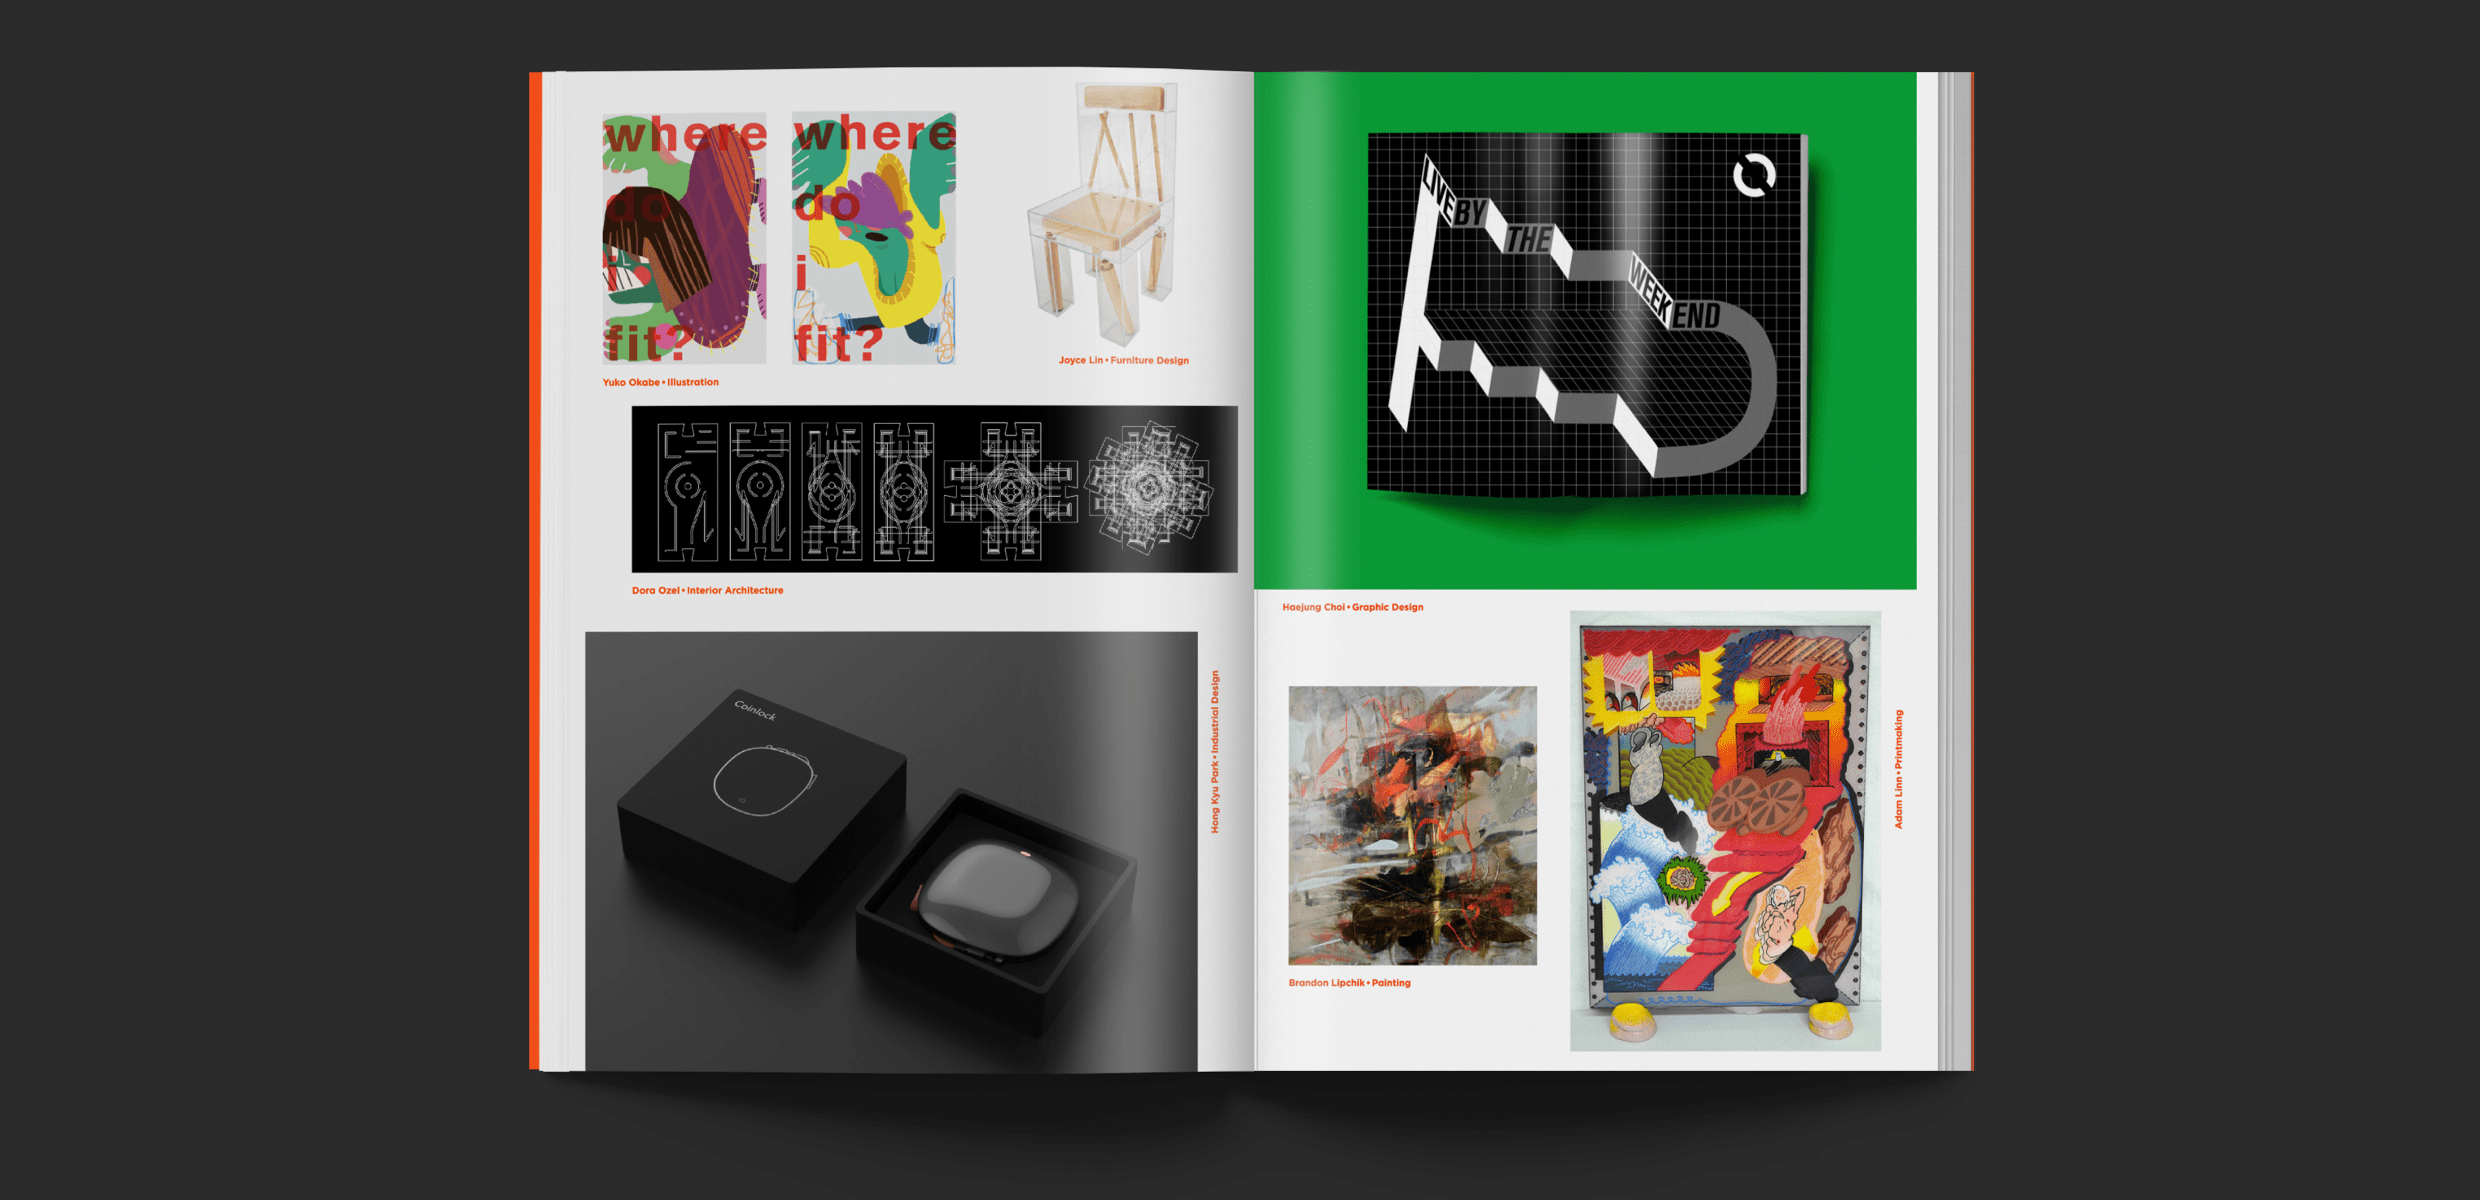 where
do
i
fit?
where
do
i
fit?
Yuko Okabe • Illustration
Joyce Lin • Furniture Design
Dora Ozel • Interior Architecture
Coinlock
Hong Kyu Park • Industrial Design
LIVE BY THE WEEKEND
Haejung Choi • Graphic Design
Brandon Lipchik • Painting
Adam Linn • Printmaking